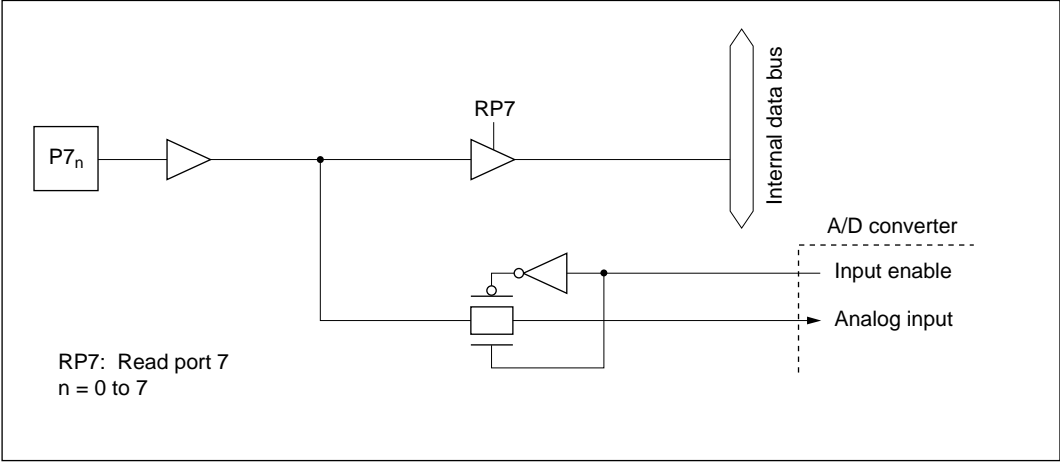 RP7
P7n
Internal data bus
A/D converter
Input enable
Analog input
RP7: Read port 7
n = 0 to 7